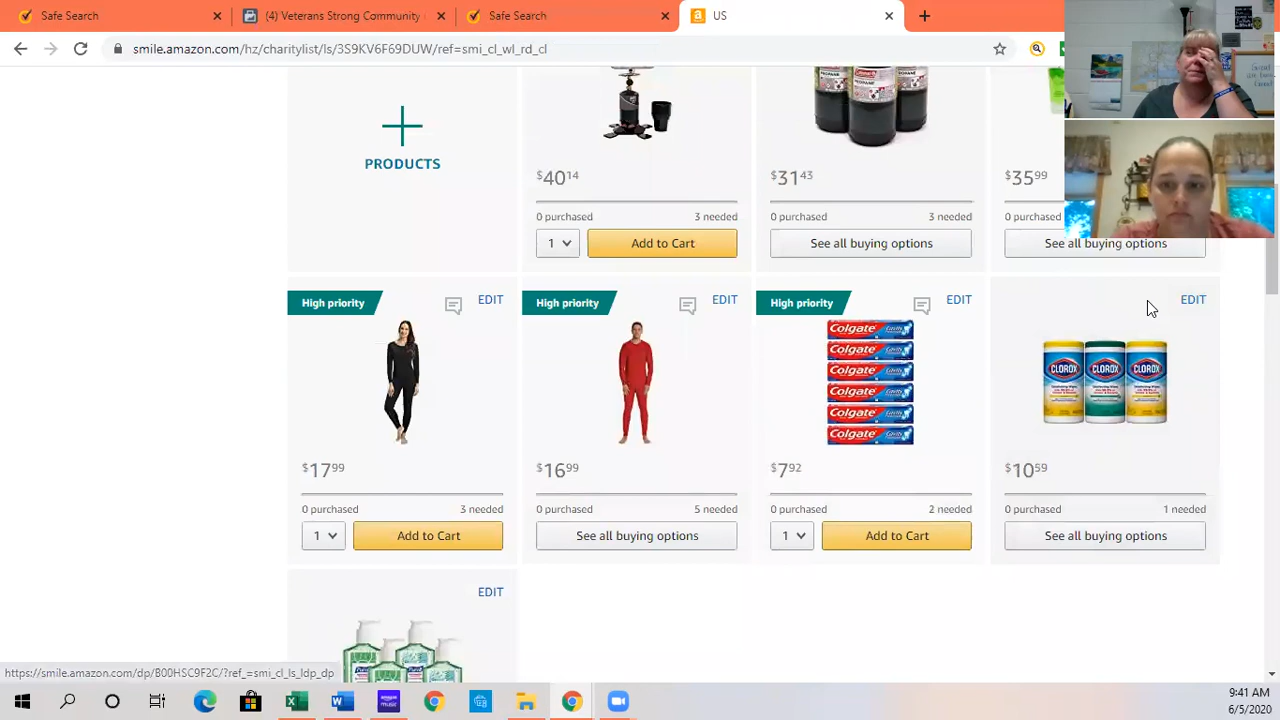 Safe Search
(4) Veterans Strong Community
Safe Search
US
smile.amazon.com/hz/charitylist/ls/3S9KV6F69DUW/ref=smi_cl_wl_rd_cl
PRODUCTS
$40.14
$31.43
$35.99
0 purchased 3 needed
0 purchased 3 needed
0 purchased
1
Add to Cart
See all buying options
See all buying options
High priority
EDIT
High priority
EDIT
High priority
EDIT
EDIT
Colgate
Colgate
Colgate
Colgate
Colgate
Colgate
CLOROX
CLOROX
CLOROX
$17.99
$16.99
$7.92
$10.59
0 purchased 3 needed
0 purchased 5 needed
0 purchased 2 needed
0 purchased 1 needed
1
Add to Cart
See all buying options
1
Add to Cart
See all buying options
EDIT
https://smile.amazon.com/dp/B00HSC9F2C/?ref_=smi_cl_ls_ldp_dp
9:41 AM
6/5/2020